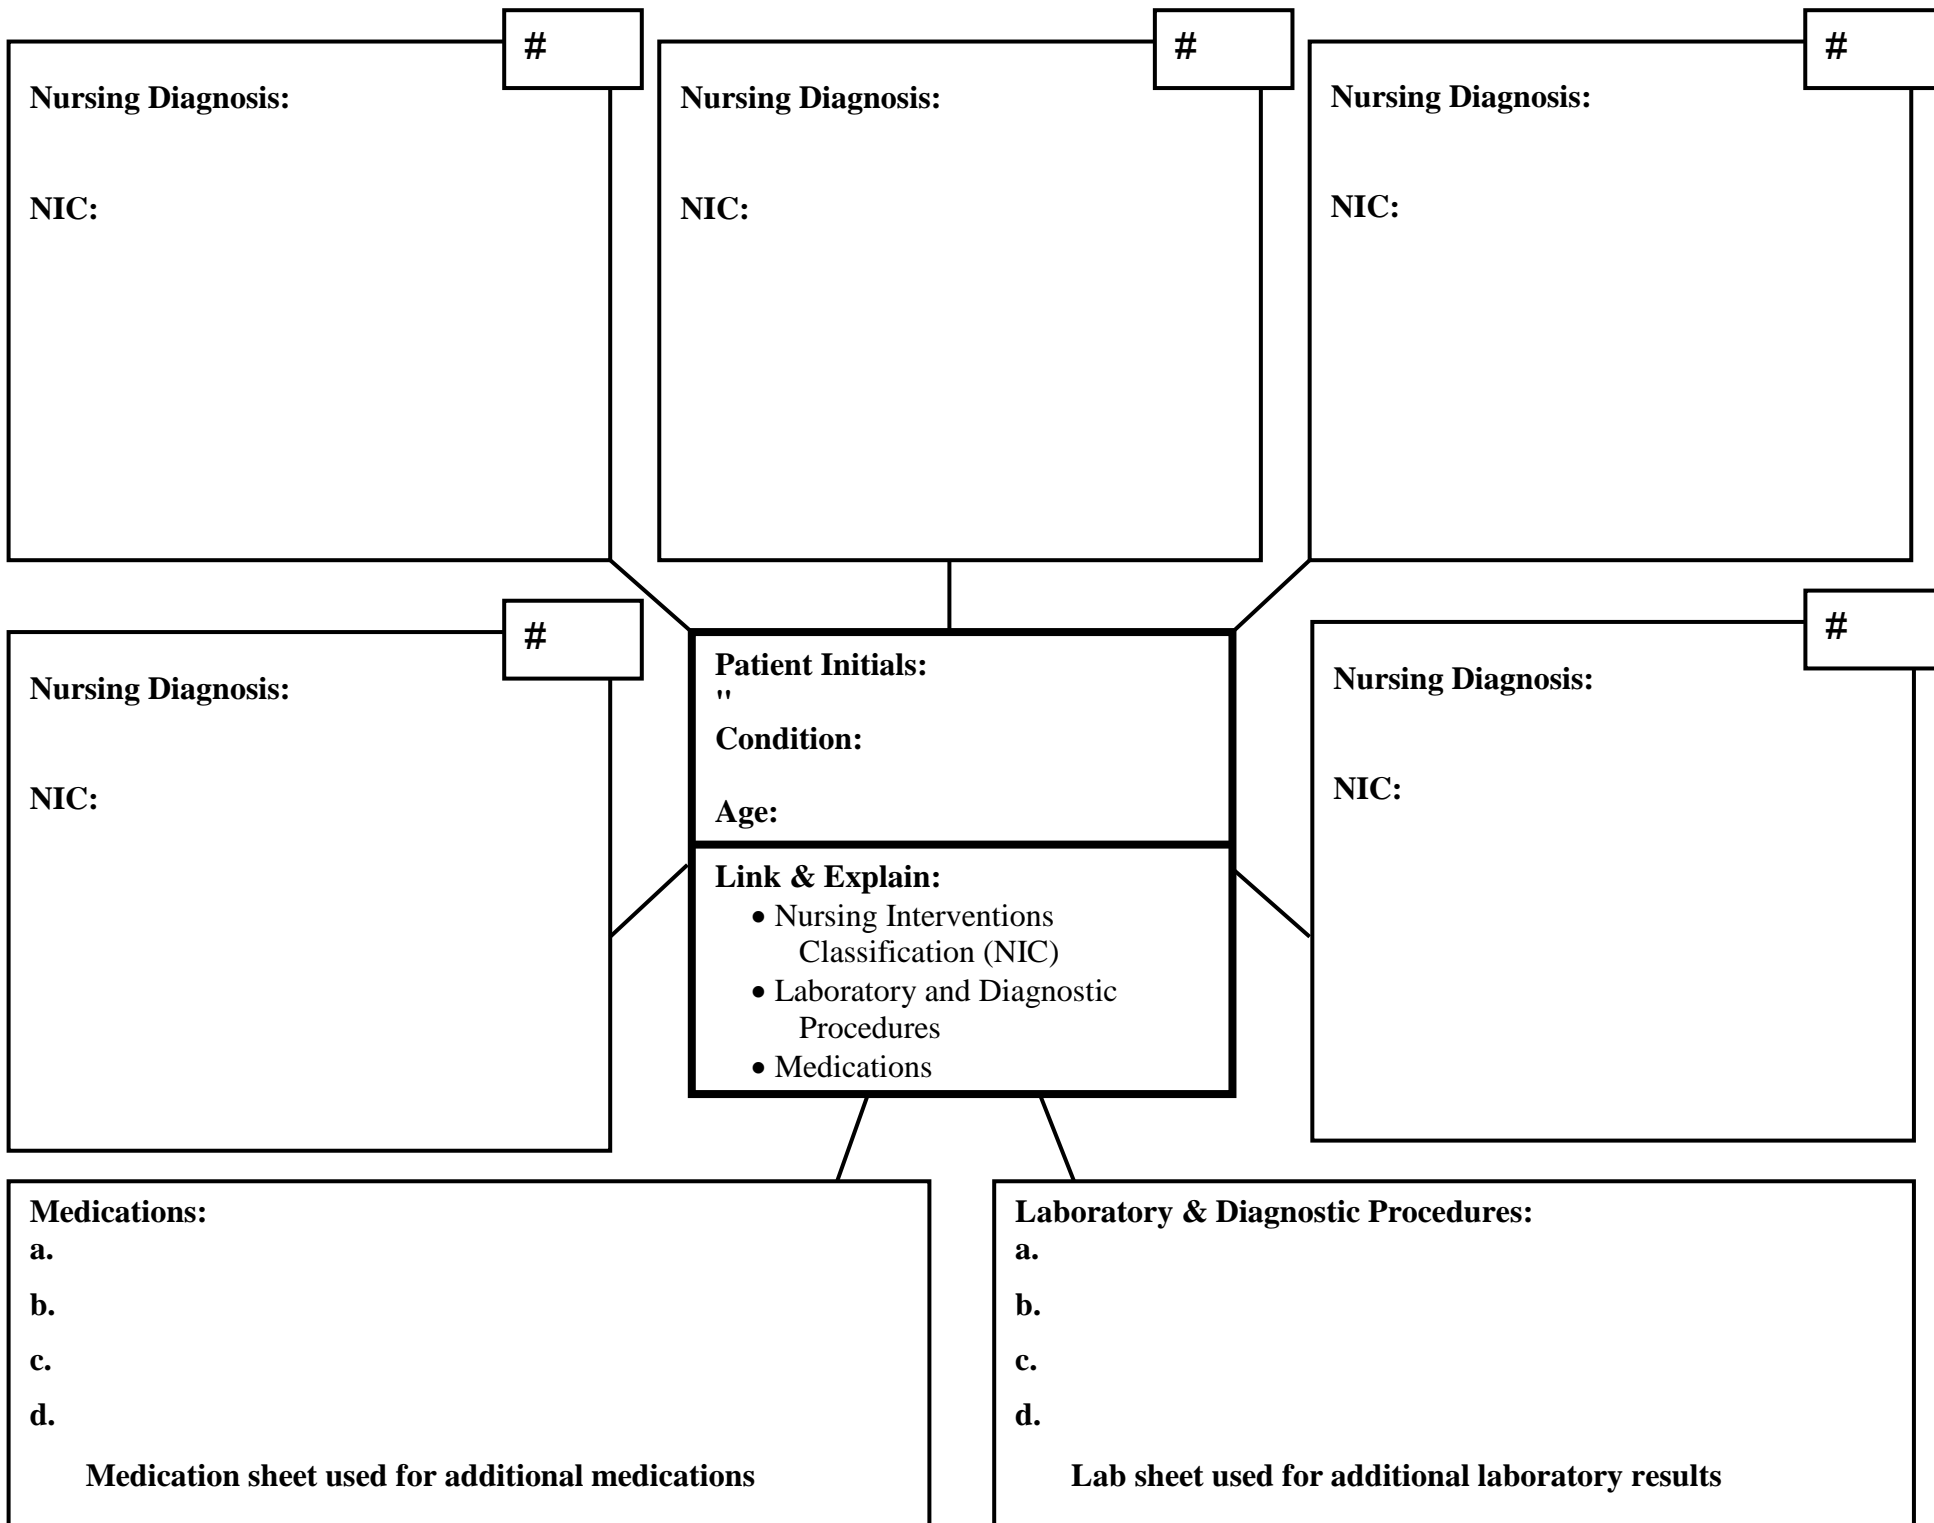 #
Nursing Diagnosis:
NIC:
#
Nursing Diagnosis:
NIC:
#
Nursing Diagnosis:
NIC:
#
Nursing Diagnosis:
NIC:
Patient Initials:
"
Condition:
Age:
Link & Explain:
• Nursing Interventions
Classification (NIC)
• Laboratory and Diagnostic
Procedures
• Medications
#
Nursing Diagnosis:
NIC:
Medications:
a.
b.
c.
d.
Medication sheet used for additional medications
Laboratory & Diagnostic Procedures:
a.
b.
c.
d.
Lab sheet used for additional laboratory results